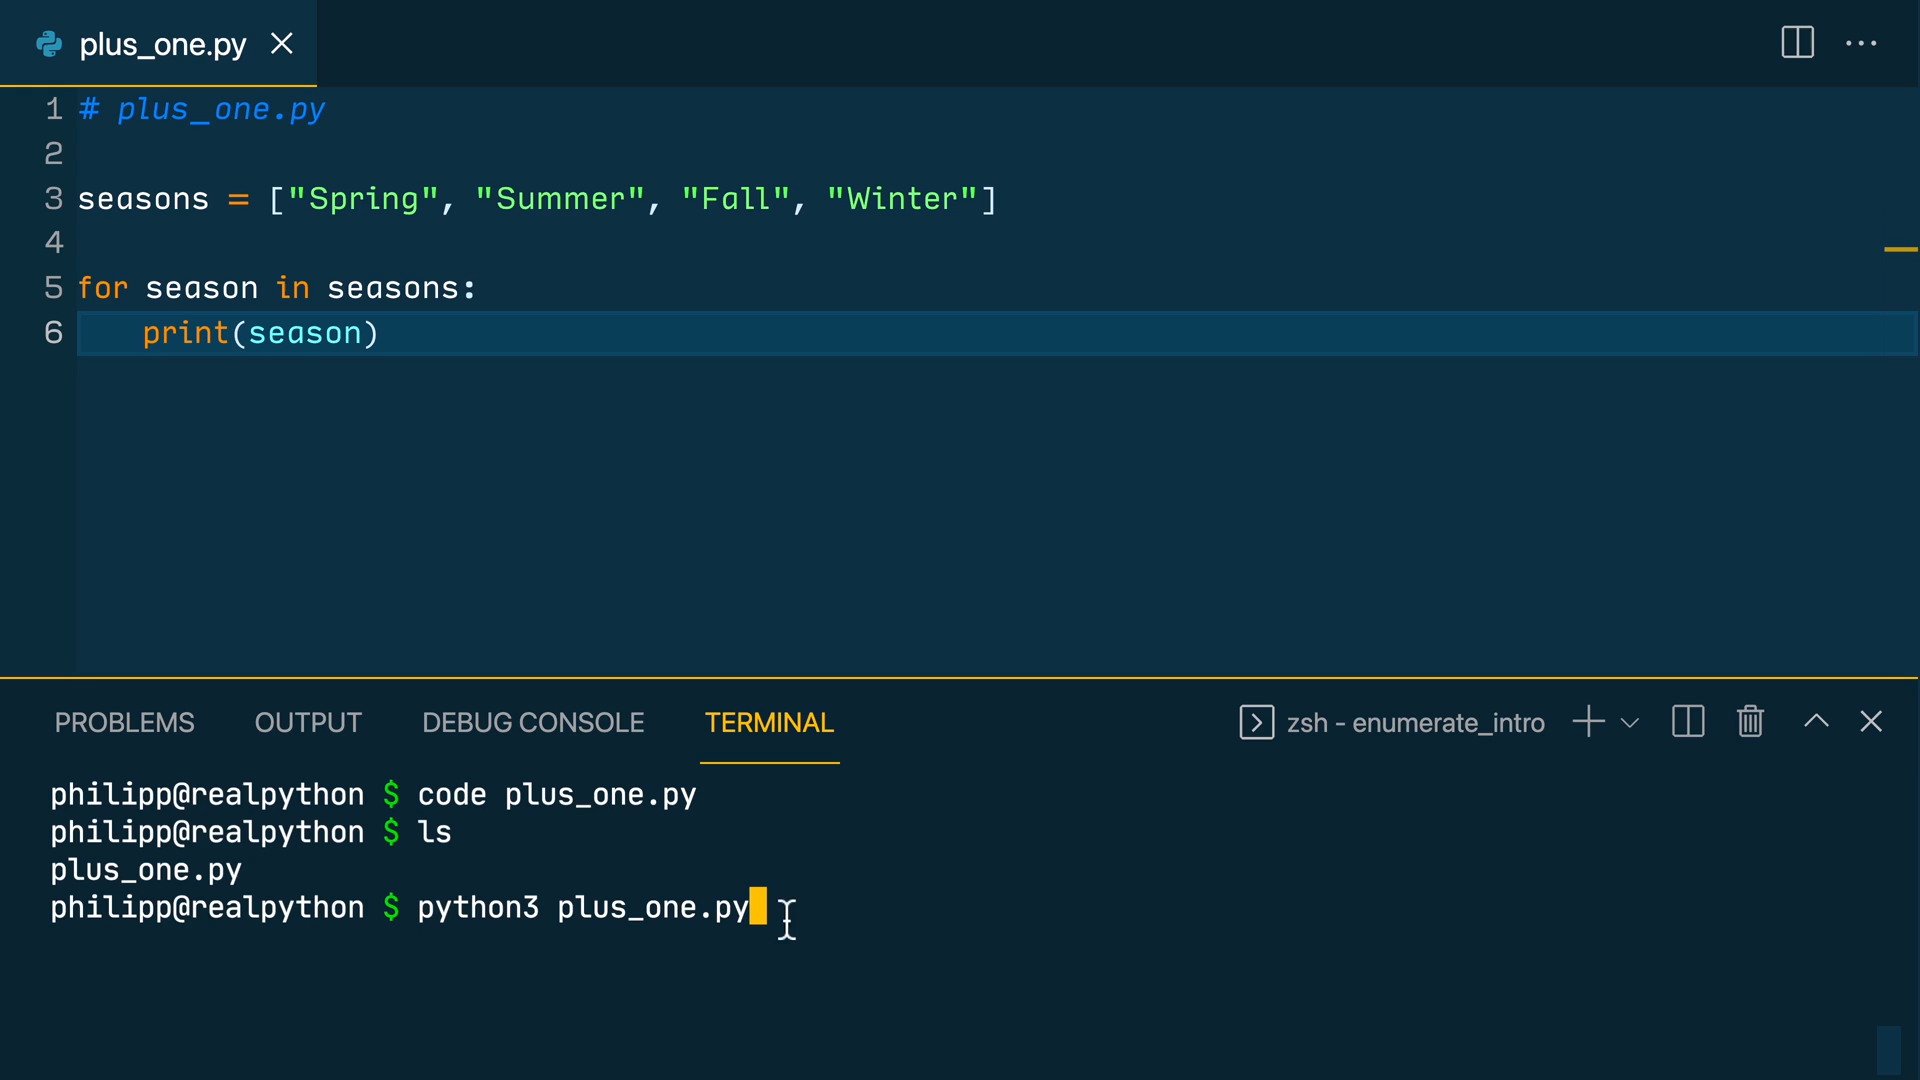 plus_one.py
1 # plus_one.py
2
3 seasons = ["Spring", "Summer", "Fall", "Winter"]
4
5 for season in seasons:
6     print(season)
PROBLEMS OUTPUT DEBUG CONSOLE TERMINAL zsh - enumerate_intro
philipp@realpython $ code plus_one.py
philipp@realpython $ ls
plus_one.py
philipp@realpython $ python3 plus_one.py